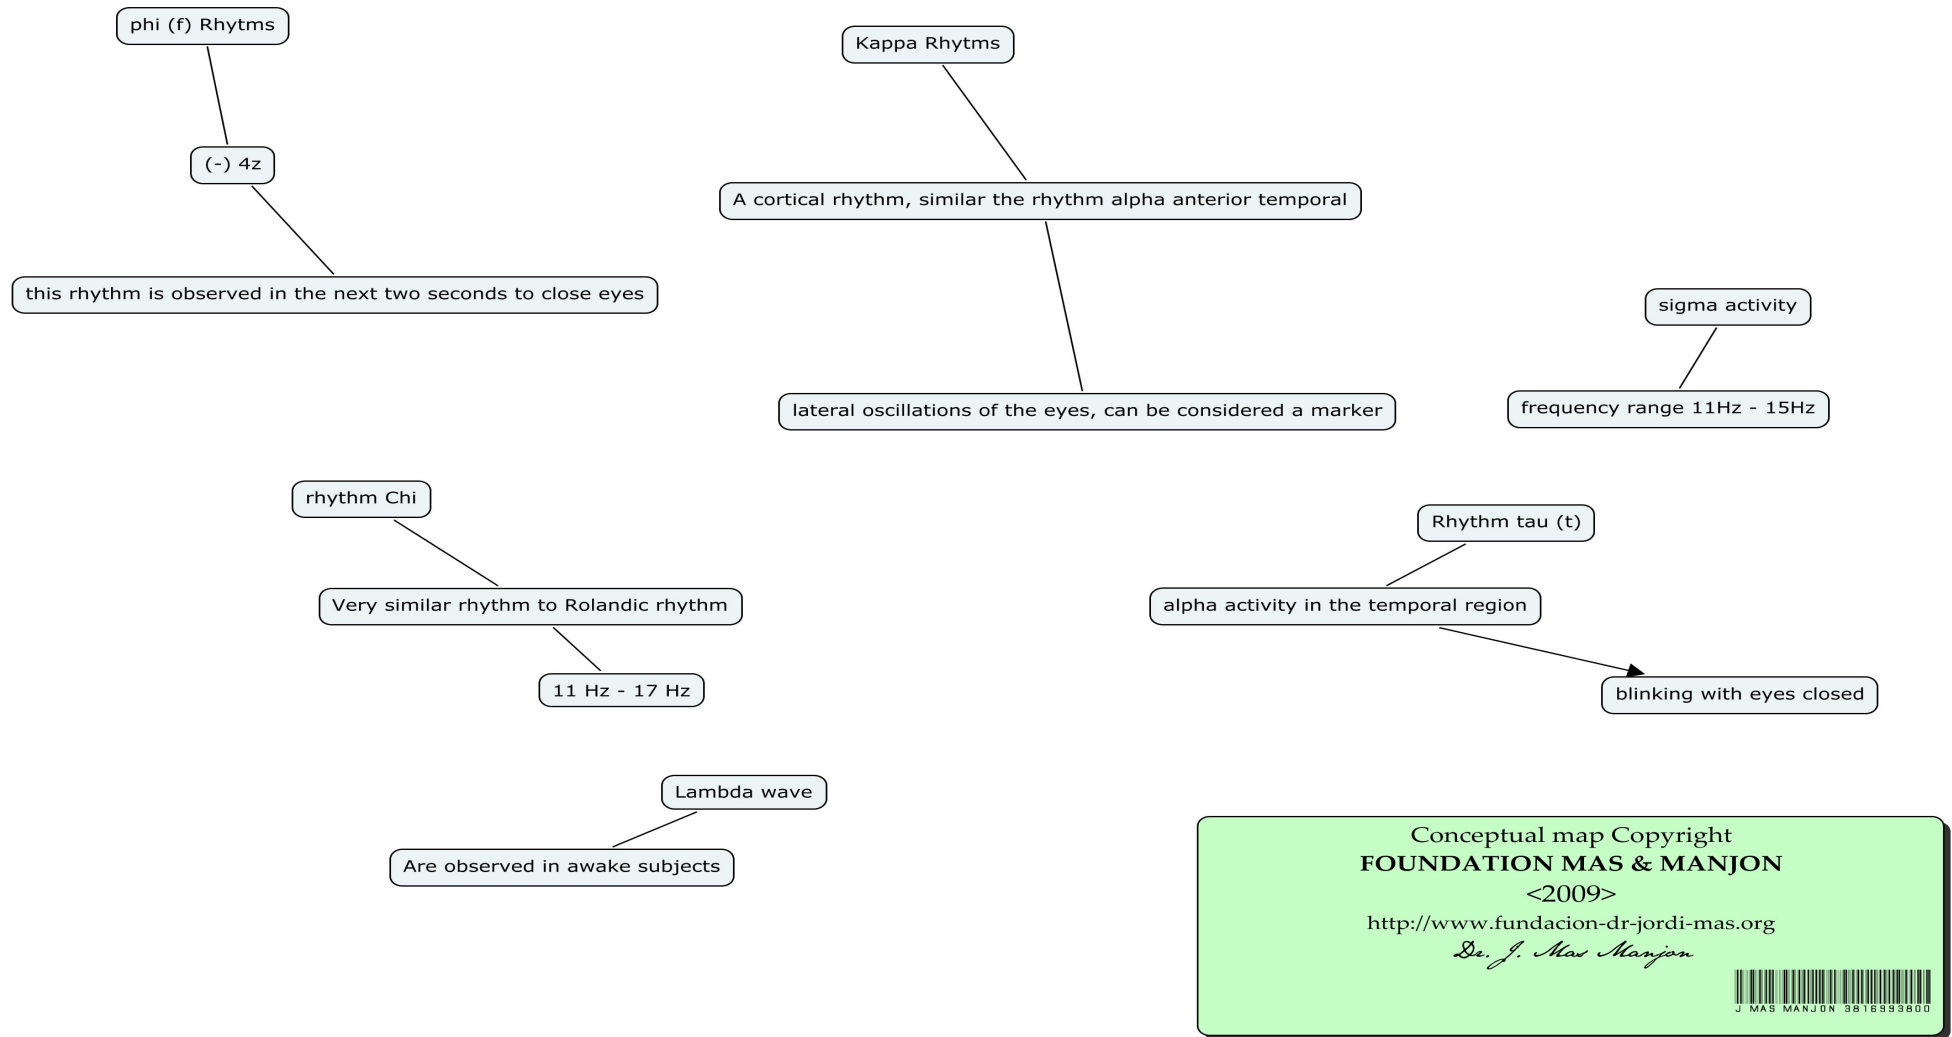 phi (f) Rhytms
(-) 4z
this rhythm is observed in the next two seconds to close eyes
Kappa Rhytms
A cortical rhythm, similar the rhythm alpha anterior temporal
lateral oscillations of the eyes, can be considered a marker
sigma activity
frequency range 11Hz - 15Hz
rhythm Chi
Very similar rhythm to Rolandic rhythm
11 Hz - 17 Hz
Rhythm tau (t)
alpha activity in the temporal region
blinking with eyes closed
Lambda wave
Are observed in awake subjects
Conceptual map Copyright
FOUNDATION MAS & MANJON
<2009>
http://www.fundacion-dr-jordi-mas.org
Dr. J. Mas Manjon
J MAS MANJON 3816993800